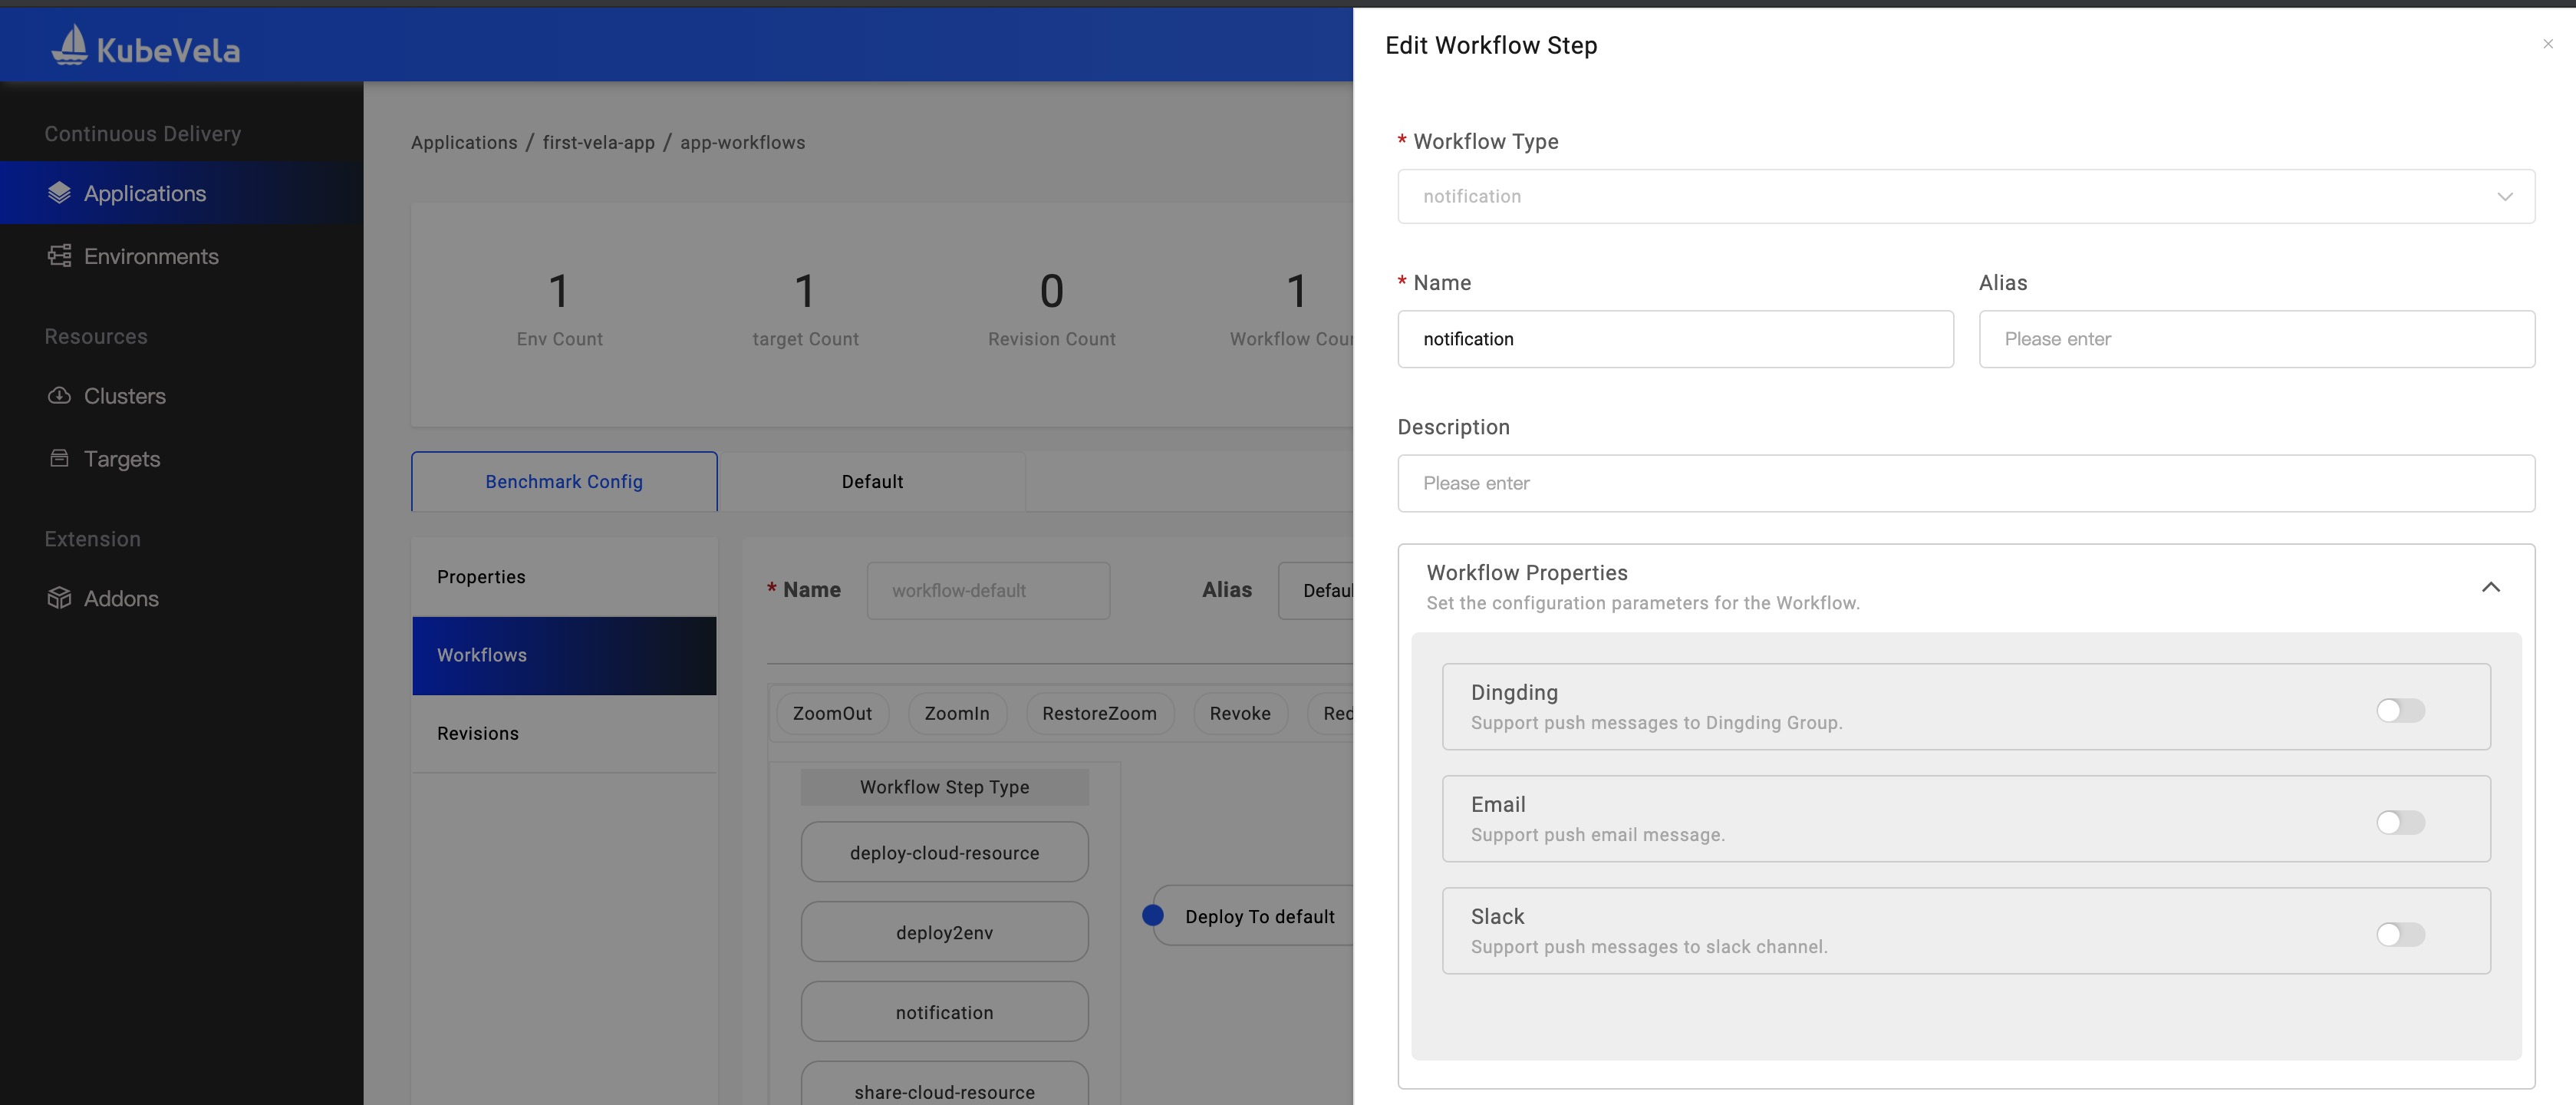 KubeVela
Continuous Delivery
Applications
Environments
Resources
Clusters
Targets
Extension
Addons
Applications / first-vela-app / app-workflows
1
Env Count
1
target Count
0
Revision Count
1
Workflow Coun
Benchmark Config
Default
Properties
Workflows
Revisions
* Name
workflow-default
Alias
Defaul
ZoomOut
ZoomIn
RestoreZoom
Revoke
Red
Workflow Step Type
deploy-cloud-resource
deploy2env
notification
share-cloud-resource
Deploy To default
Edit Workflow Step
* Workflow Type
notification
* Name
notification
Alias
Please enter
Description
Please enter
Workflow Properties
Set the configuration parameters for the Workflow.
Dingding
Support push messages to Dingding Group.
Email
Support push email message.
Slack
Support push messages to slack channel.